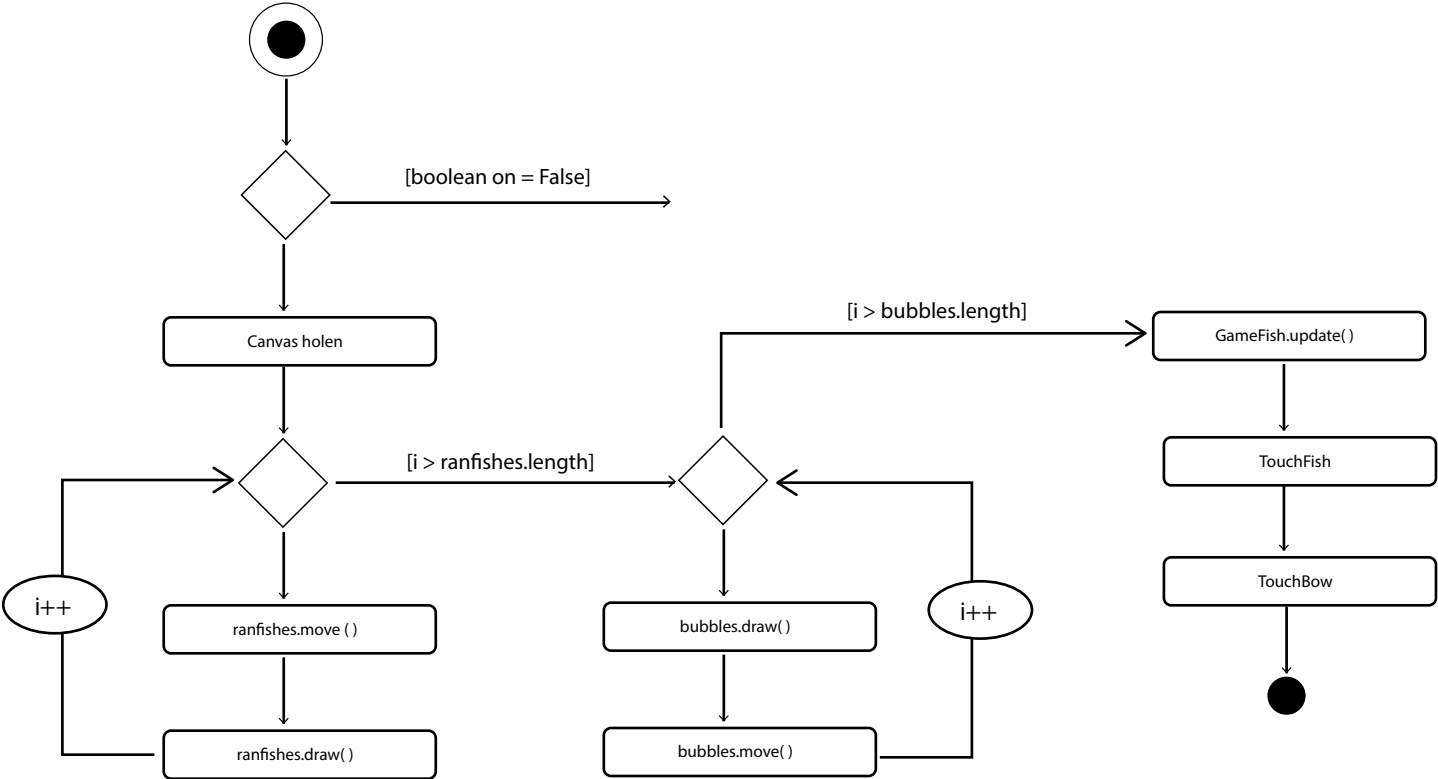 [boolean on = False]
[i > bubbles.length]
Canvas holen
GameFish.update( )
[i > ranfishes.length]
TouchFish
TouchBow
i++
ranfishes.move ( )
bubbles.draw( )
i++
ranfishes.draw( )
bubbles.move( )